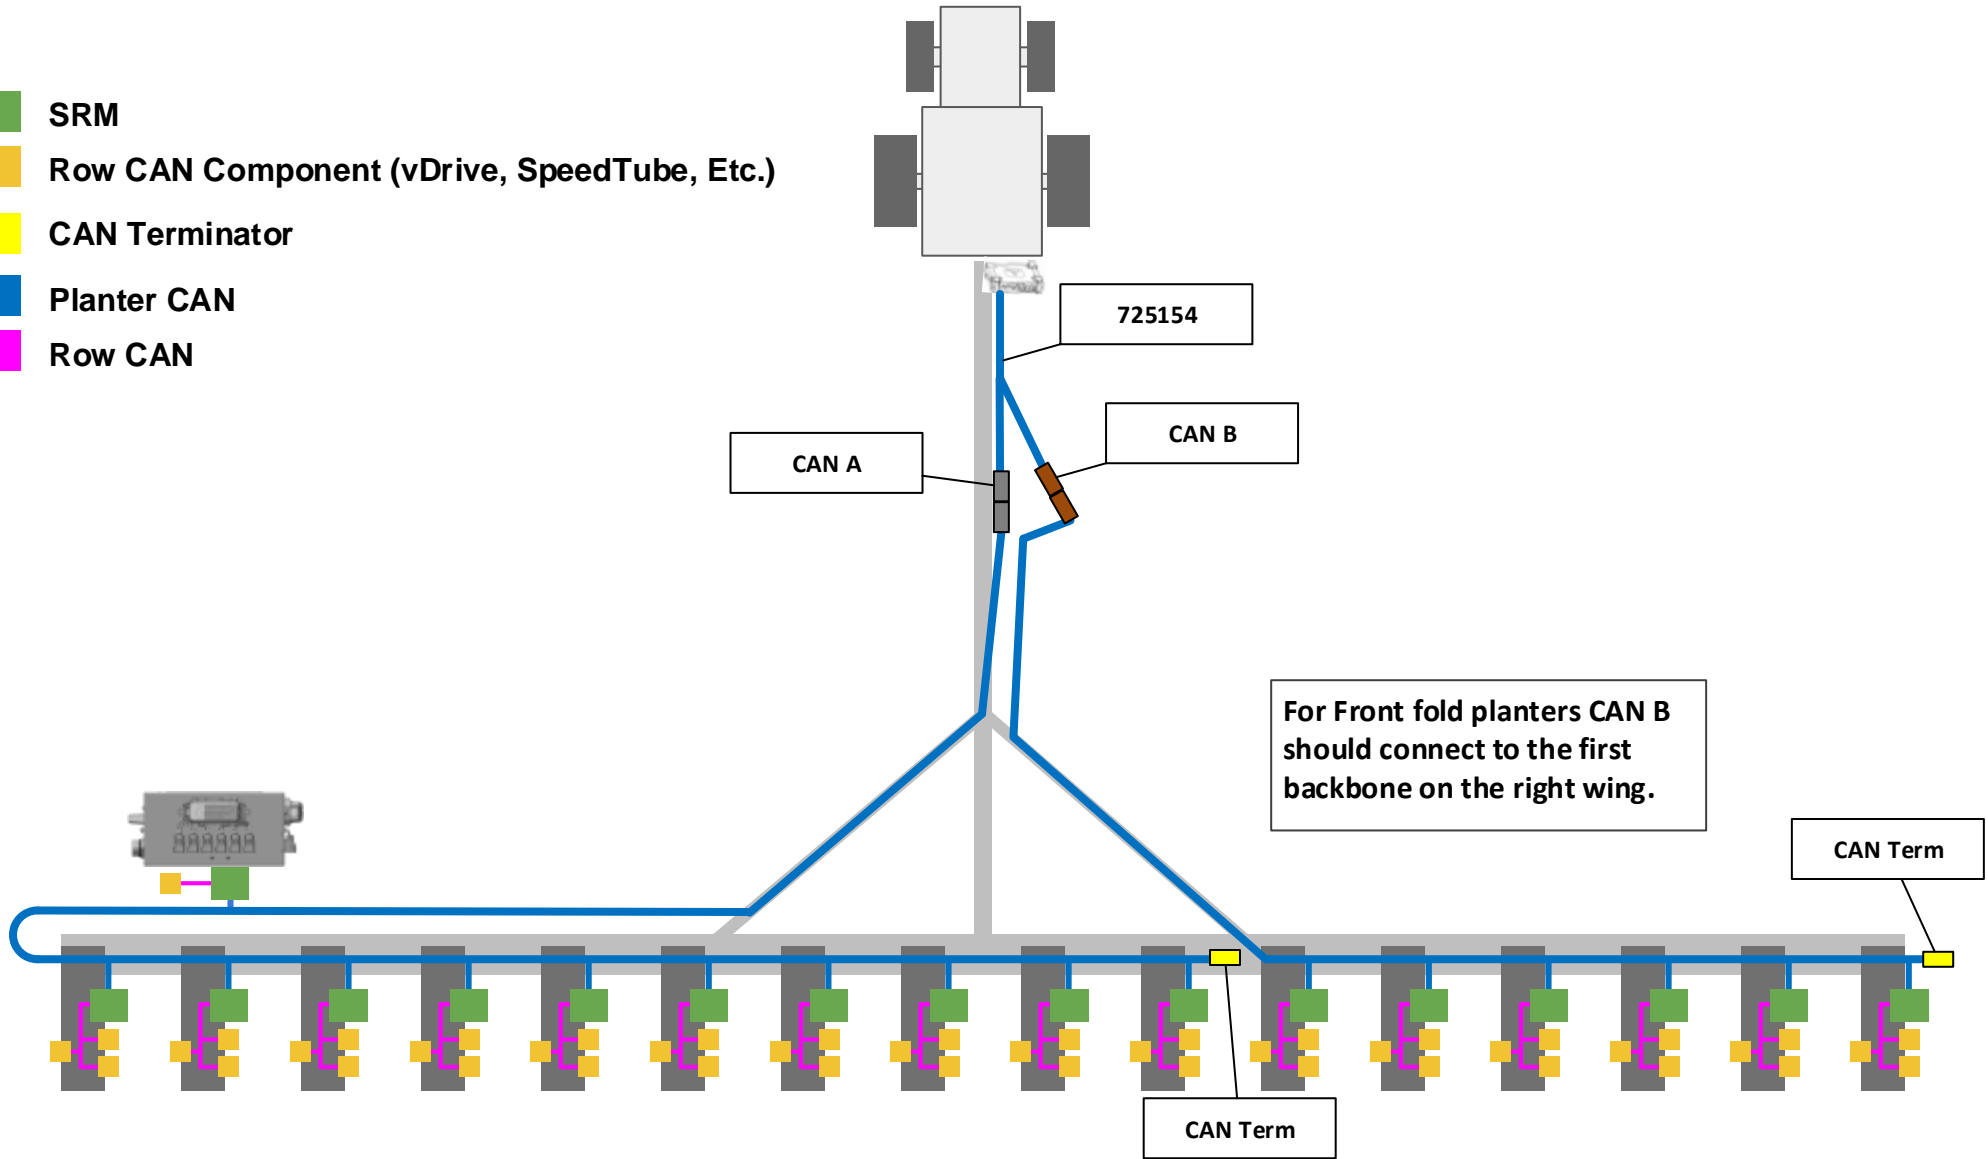 SRM
Row CAN Component (vDrive, SpeedTube, Etc.)
CAN Terminator
Planter CAN
Row CAN
725154
CAN B
CAN A
For Front fold planters CAN B
should connect to the first
backbone on the right wing.
CAN Term
CAN Term